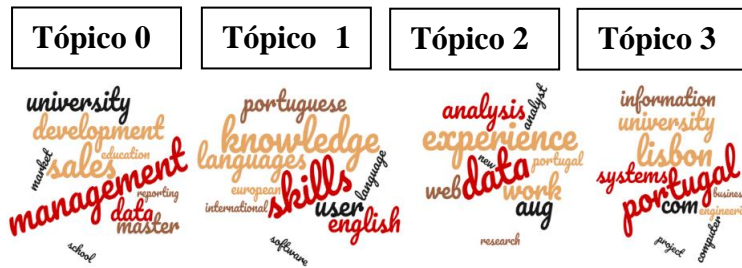 Tópico 0
Tópico 1
Tópico 2
Tópico 3
university
development
sales
education
market
management
reporting
data
master
school
portuguese
knowledge
languages
european
language
international
skills
user
english
software
analysis
analyst
experience
new
portugal
web
data
work
aug
research
information
university
lisbon
systems
portugal
com
busines
engineeri
computer
project